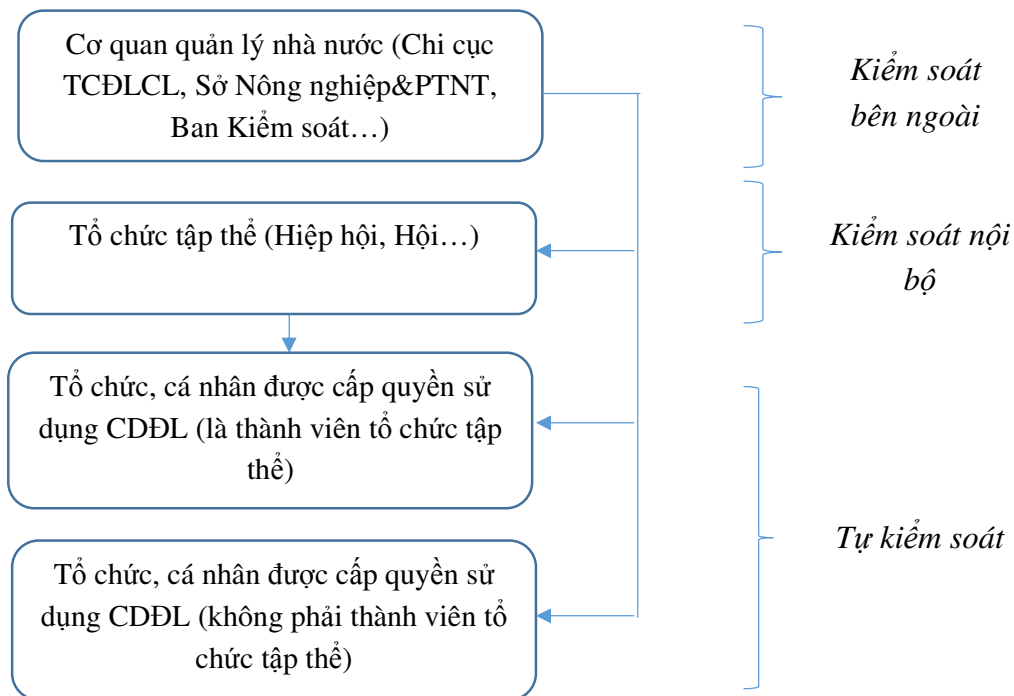 Cơ quan quản lý nhà nước (Chi cục
TCĐLCL, Sở Nông nghiệp&PTNT,
Ban Kiểm soát…)
Kiểm soát
bên ngoài
Tổ chức tập thể (Hiệp hội, Hội…)
Kiểm soát nội
bộ
Tổ chức, cá nhân được cấp quyền sử
dụng CDĐL (là thành viên tổ chức tập
thể)
Tự kiểm soát
Tổ chức, cá nhân được cấp quyền sử
dụng CDĐL (không phải thành viên tổ
chức tập thể)